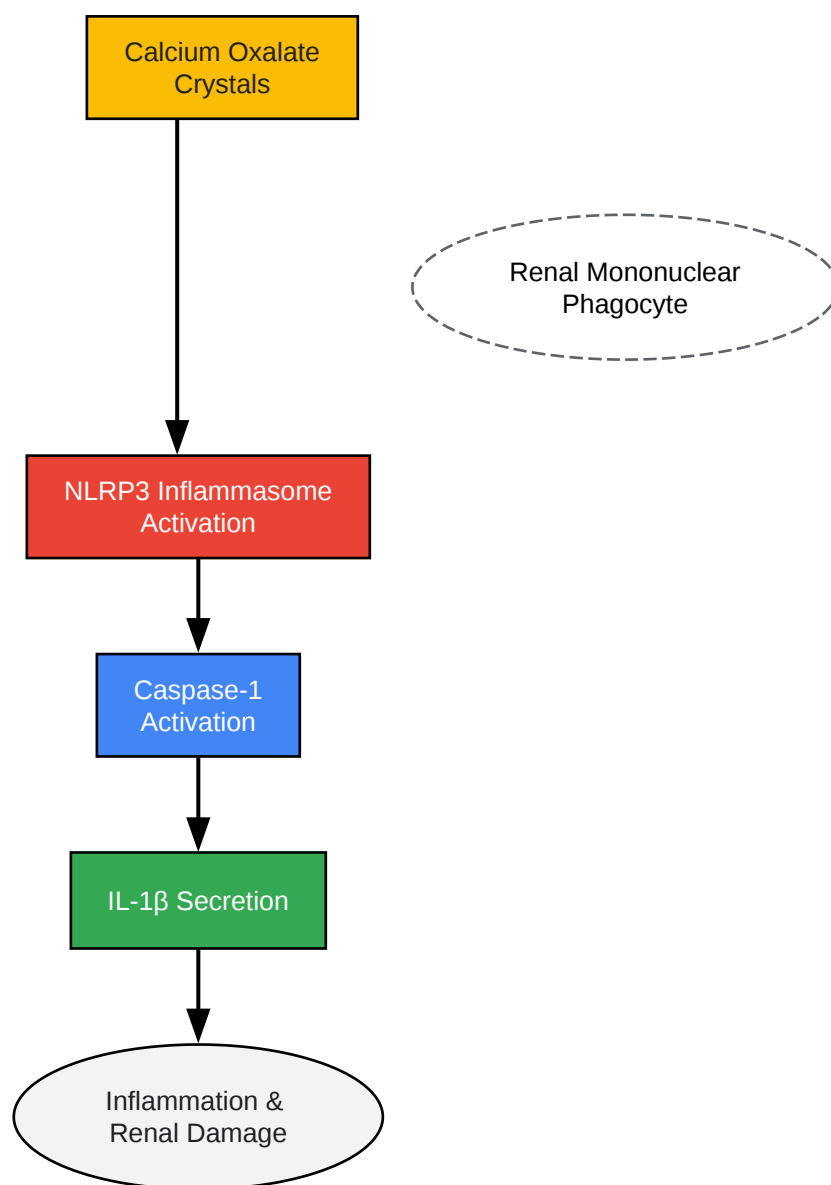 Calcium Oxalate
Crystals
Renal Mononuclear
Phagocyte
NLRP3 Inflammasome
Activation
Caspase-1
Activation
IL-1β Secretion
Inflammation &
Renal Damage